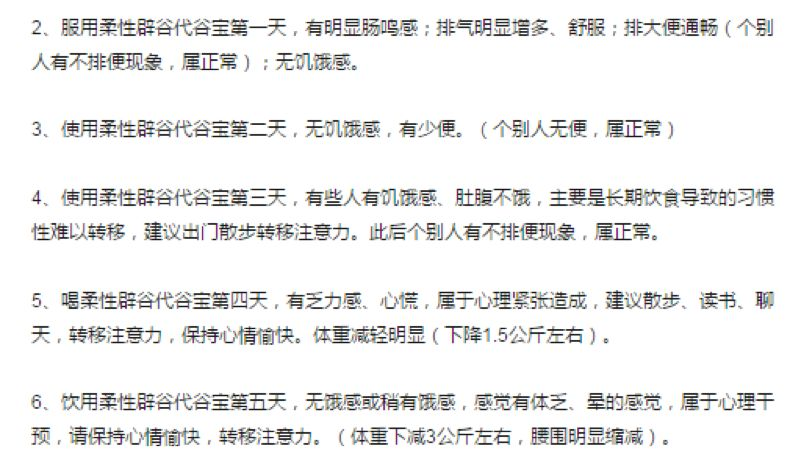 2、服用柔性辟谷代谷宝第一天，有明显肠鸣感；排气明显增多、舒服；排大便通畅（个别
人有不排便现象，属正常）；无饥饿感。
3、使用柔性辟谷代谷宝第二天，无饥饿感，有少便。（个别人无便，属正常）
4、使用柔性辟谷代谷宝第三天，有些人有饥饿感、肚腹不饿，主要是长期饮食导致的习惯
性难以转移，建议出门散步转移注意力。此后个别人有不排便现象，属正常。
5、喝柔性辟谷代谷宝第四天，有乏力感、心慌，属于心理紧张造成，建议散步、读书、聊
天，转移注意力，保持心情愉快。体重减轻明显（下降1.5公斤左右）。
6、饮用柔性辟谷代谷宝第五天，无饿感或稍有饿感，感觉有体乏、晕的感觉，属于心理干
预，请保持心情愉快，转移注意力。（体重下减3公斤左右，腰围明显缩减）。